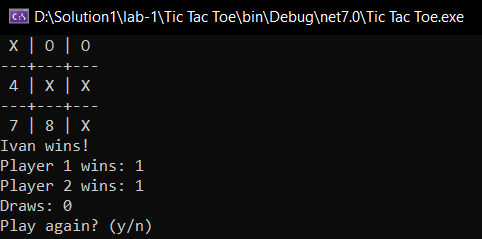 D:\Solution1\lab-1\Tic Tac Toe\bin\Debug\net7.0\Tic Tac Toe.exe
X | O | O
---+---+---
4 | X | X
---+---+---
7 | 8 | X
Ivan wins!
Player 1 wins: 1
Player 2 wins: 1
Draws: 0
Play again? (y/n)